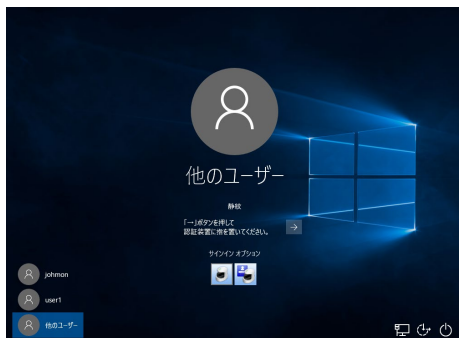 他のユーザー
静紋
「→」ボタンを押して
認証装置に指を置いてください。
サインイン オプション
johmon
user1
他のユーザー